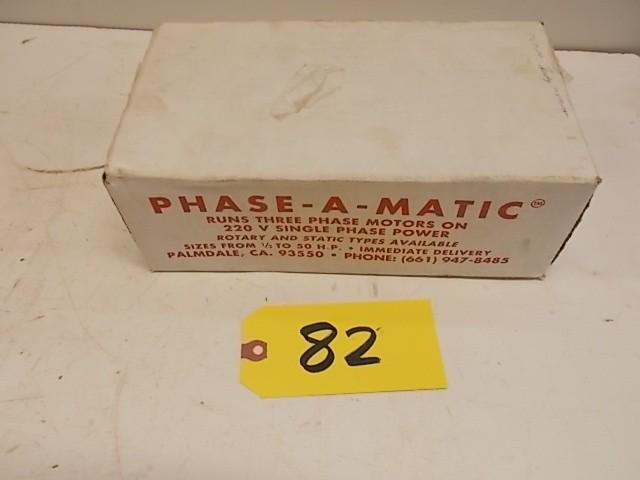 PHASE-A-MATIC™
RUNS THREE PHASE MOTORS ON
220 V SINGLE PHASE POWER
ROTARY AND STATIC TYPES AVAILABLE
SIZES FROM ½ TO 50 H.P. • IMMEDIATE DELIVERY
PALMDALE, CA. 93550 • PHONE: (661) 947-8485
82